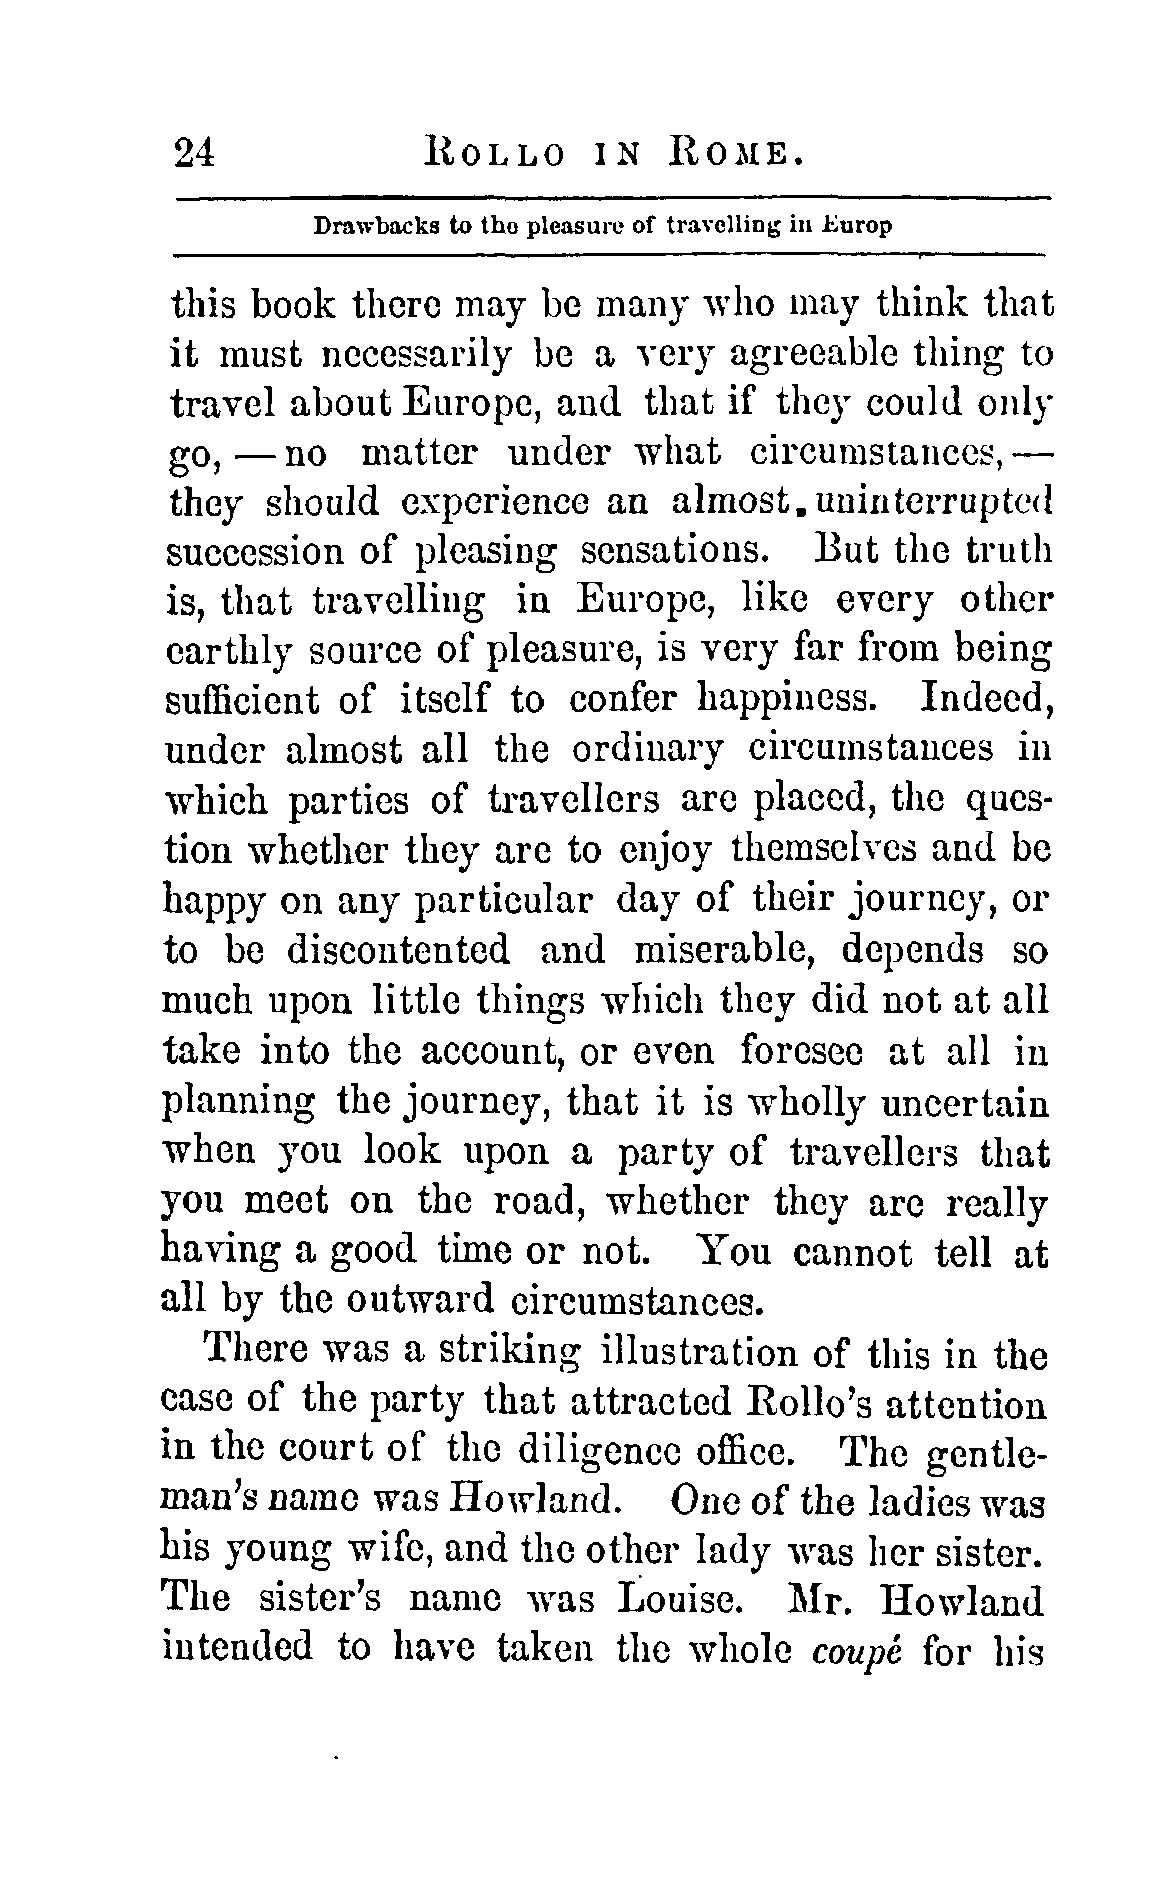 24 ROLLO IN ROME.
Drawbacks to the pleasure of travelling in Europ
this book there may be many who may think that
it must necessarily be a very agreeable thing to
travel about Europe, and that if they could only
go, — no matter under what circumstances, —
they should experience an almost uninterrupted
succession of pleasing sensations. But the truth
is, that travelling in Europe, like every other
earthly source of pleasure, is very far from being
sufficient of itself to confer happiness. Indeed,
under almost all the ordinary circumstances in
which parties of travellers are placed, the ques-
tion whether they are to enjoy themselves and be
happy on any particular day of their journey, or
to be discontented and miserable, depends so
much upon little things which they did not at all
take into the account, or even foresee at all in
planning the journey, that it is wholly uncertain
when you look upon a party of travellers that
you meet on the road, whether they are really
having a good time or not. You cannot tell at
all by the outward circumstances.
There was a striking illustration of this in the
case of the party that attracted Rollo's attention
in the court of the diligence office. The gentle-
man's name was Howland. One of the ladies was
his young wife, and the other lady was her sister.
The sister's name was Louise. Mr. Howland
intended to have taken the whole coupé for his